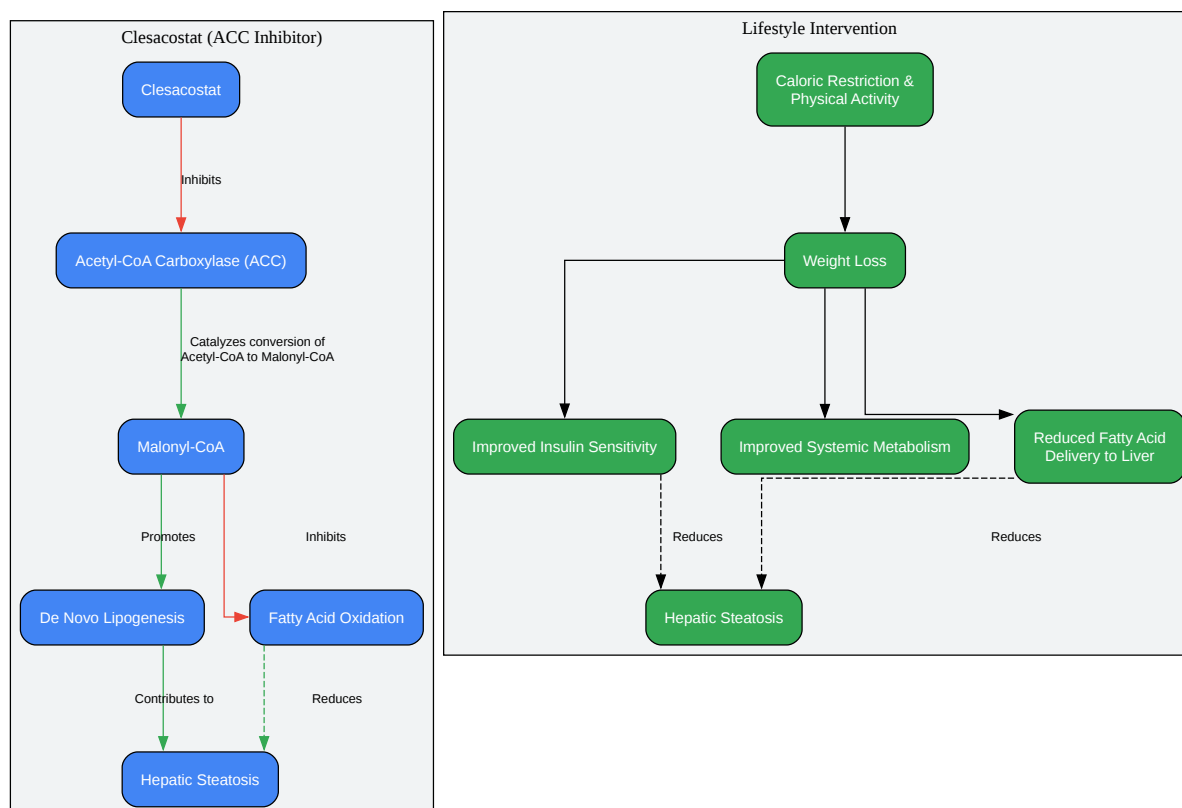 Clesacostat (ACC Inhibitor)
Clesacostat
Inhibits
Acetyl-CoA Carboxylase (ACC)
Catalyzes conversion of
Acetyl-CoA to Malonyl-CoA
Malonyl-CoA
Promotes
Inhibits
De Novo Lipogenesis
Fatty Acid Oxidation
Contributes to
Reduces
Hepatic Steatosis
Lifestyle Intervention
Caloric Restriction &
Physical Activity
Weight Loss
Improved Insulin Sensitivity
Improved Systemic Metabolism
Reduced Fatty Acid
Delivery to Liver
Reduces
Reduces
Hepatic Steatosis